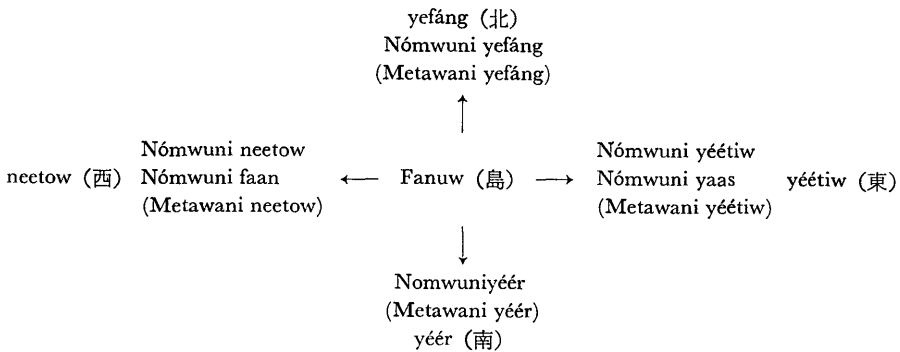 yefáng（北）
Nómwuni yefáng
(Metawani yefáng)
Nómwuni neetow
neetow（西） Nómwuni faan
(Metawani neetow)
Fanuw（島）
Nómwuni yéétiw
Nómwuni yaas yéétiw（東）
(Metawani yéétiw)
Nomwuniyéér
(Metawani yéér)
yéér（南）